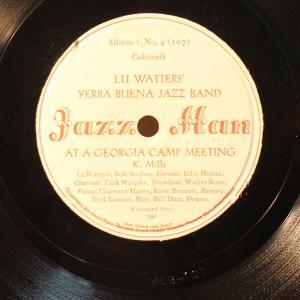 Album 1, No. 4 (107)
Cakewalk
LU WATTERS'
YERBA BUENA JAZZ BAND
Jazz Man
AT A GEORGIA CAMP MEETING
K. Mills
Lu Watters, Bob Scobey, Cornets; Ellis Horne,
Clarinet; Turk Murphy, Trombone; Walter Rose,
Piano; Clarence Hayes, Russ Bennett, Banjos;
Dick Lammi, Bass; Bill Dart, Drums.
Recorded Dec.
1941